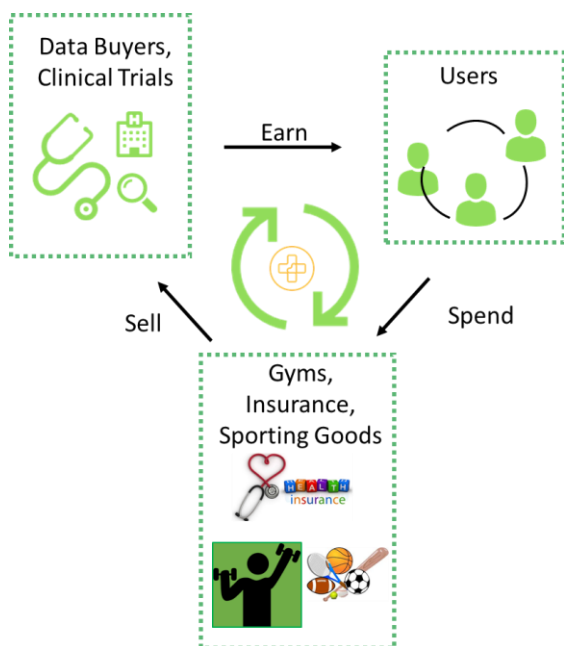 Data Buyers,
Clinical Trials
H
Users
Earn
Sell
Spend
Gyms,
Insurance,
Sporting Goods
HEALTH
insurance